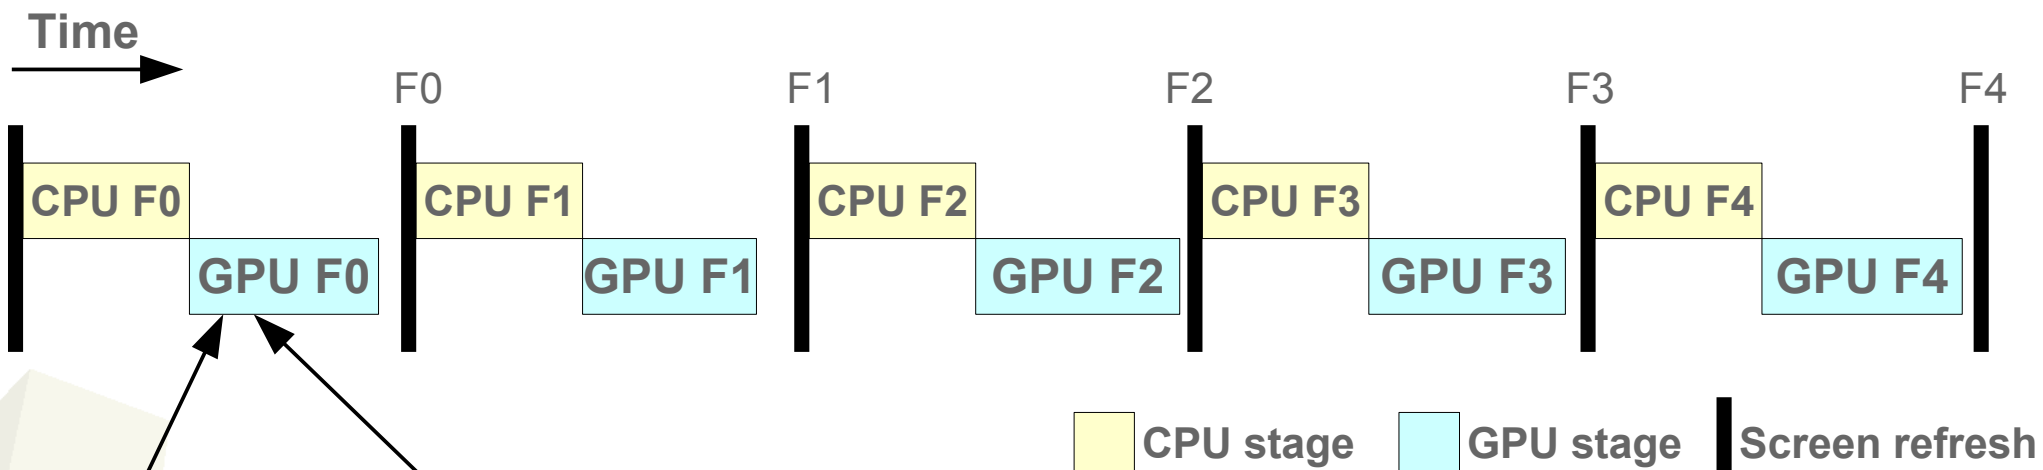 Time
F0 F1 F2 F3 F4
CPU F0 CPU F1 CPU F2 CPU F3 CPU F4
GPU F0 GPU F1 GPU F2 GPU F3 GPU F4
CPU stage GPU stage Screen refresh